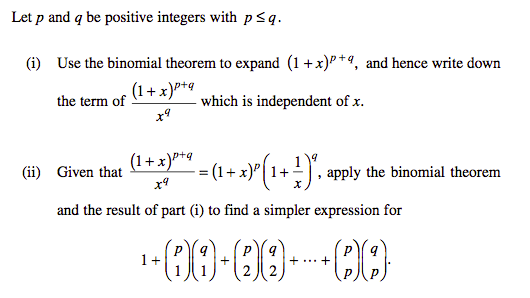 Let p and q be positive integers with p ≤ q.
(i) Use the binomial theorem to expand (1 + x)^{p + q}, and hence write down
the term of \frac{(1 + x)^{p+q}}{x^q} which is independent of x.
(ii) Given that \frac{(1 + x)^{p+q}}{x^q} = (1 + x)^p \left(1 + \frac{1}{x}\right)^q, apply the binomial theorem
and the result of part (i) to find a simpler expression for
1 + \binom{p}{1}\binom{q}{1} + \binom{p}{2}\binom{q}{2} + ⋯ + \binom{p}{p}\binom{q}{p}.